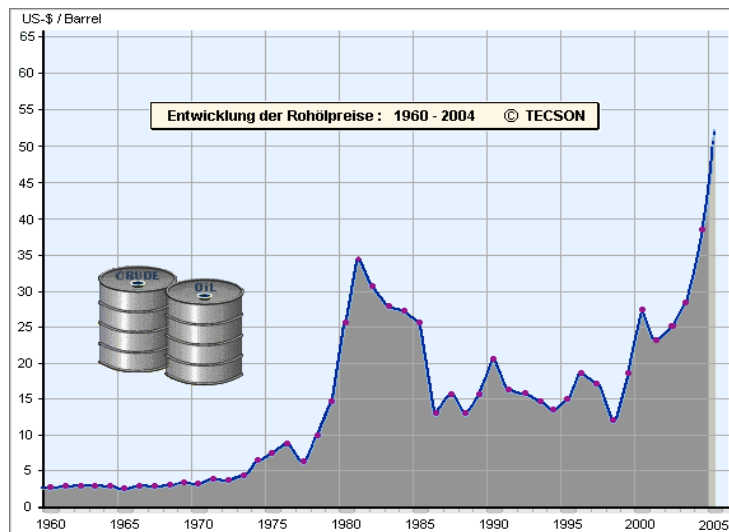 US-$ / Barrel
65
60
55
Entwicklung der Rohölpreise : 1960 - 2004 © TECSON
50
45
40
35
CRUDE
OIL
30
25
20
15
10
5
0
1960 1965 1970 1975 1980 1985 1990 1995 2000 2005